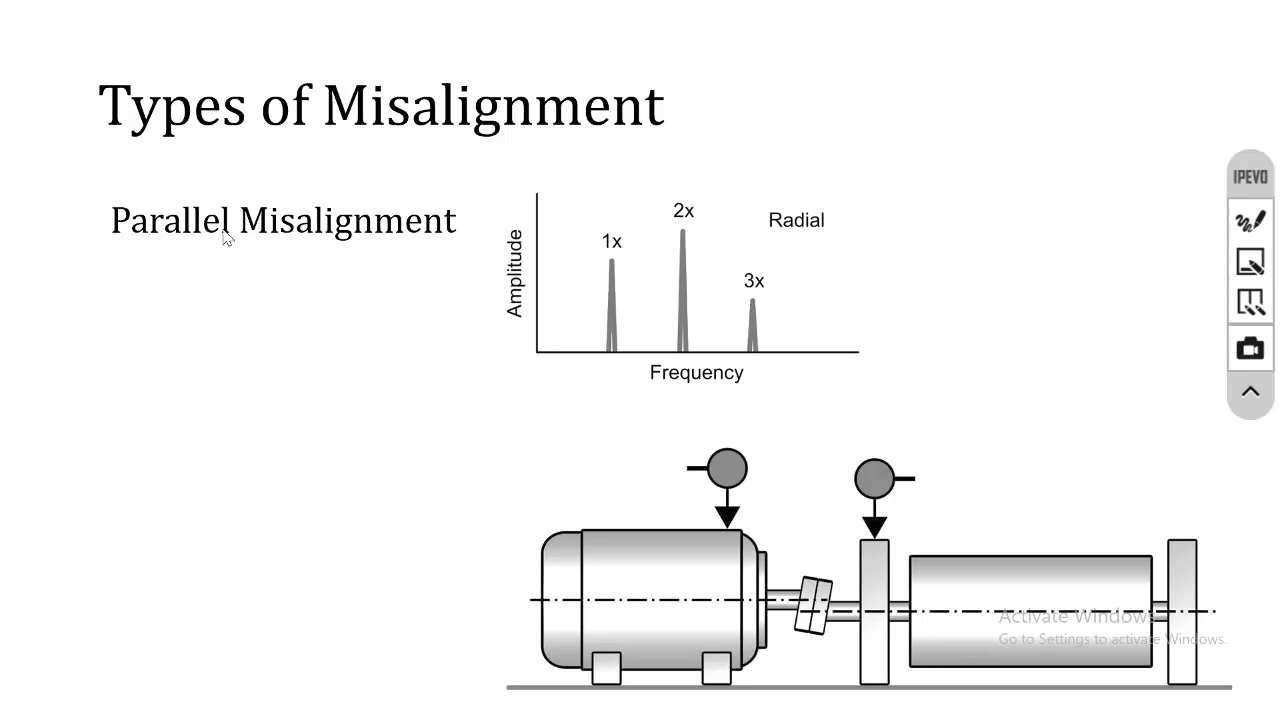 Types of Misalignment
Parallel Misalignment
Amplitude
1x
2x
3x
Radial
Frequency
IPEVO
Activate Windows
Go to Settings to activate Windows.